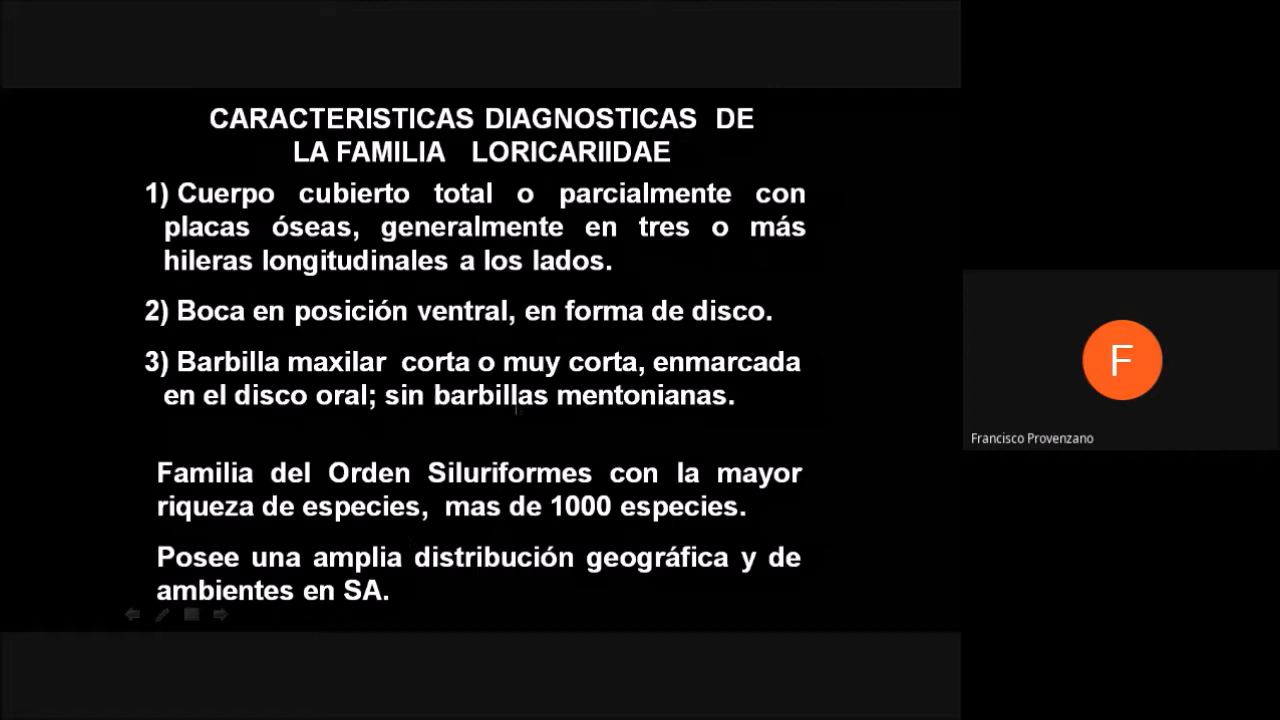 CARACTERISTICAS DIAGNOSTICAS DE
LA FAMILIA LORICARIIDAE
1) Cuerpo cubierto total o parcialmente con
placas óseas, generalmente en tres o más
hileras longitudinales a los lados.
2) Boca en posición ventral, en forma de disco.
3) Barbilla maxilar corta o muy corta, enmarcada
en el disco oral; sin barbillas mentonianas.
Familia del Orden Siluriformes con la mayor
riqueza de especies, mas de 1000 especies.
Posee una amplia distribución geográfica y de
ambientes en SA.
F
Francisco Provenzano